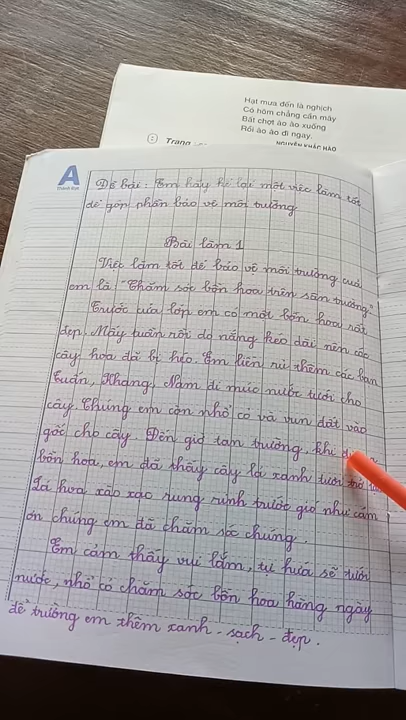 Hạt mưa đến là nghịch
Có hôm chẳng cần mây
Bất chợt ào ào xuống
Rồi ào ào đi ngay.
NGUYỄN KHẮC HÀO
Trang
A
Đề bài: Em hãy kể lại một việc làm tốt
để góp phần bảo vệ môi trường
Bài làm 1
Việc làm tốt để bảo vệ môi trường của
em là "Chăm sóc bồn hoa trên sân trường"
Trước cửa lớp em có một bồn hoa rất
đẹp. Mấy tuần rồi do nắng kéo dài nên các
cây hoa đã bị héo. Em liền rủ thêm các bạn
Tuấn, Khang, Nam đi múc nước tưới cho
cây. Chúng em còn nhổ cỏ và vun đất vào
gốc cho cây. Đến giờ tan trường, khi
bồn hoa, em đã thấy cây lá xanh tươi trở
Lá hoa xào xạo rung rinh trước gió như cảm
ơn chúng em đã chăm sóc chúng.
Em cảm thấy vui lắm, tự hứa sẽ tưới
nước, nhổ cỏ chăm sóc bồn hoa hàng ngày
để trường em thêm xanh - sạch - đẹp.